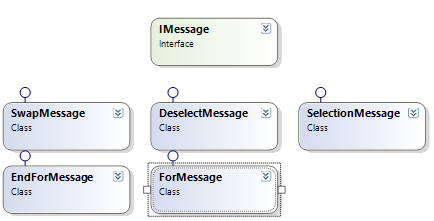 IMessage
Interface
SwapMessage
Class
DeselectMessage
Class
SelectionMessage
Class
EndForMessage
Class
ForMessage
Class